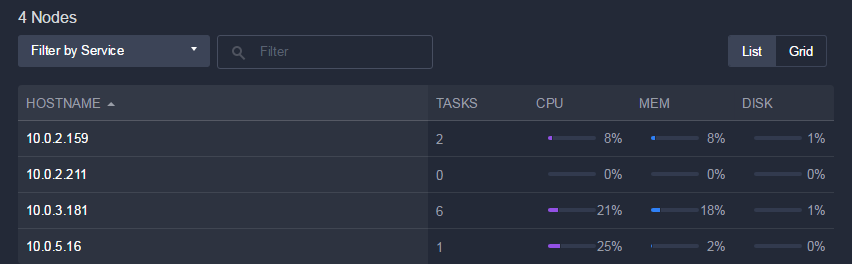 4 Nodes
Filter by Service Filter List Grid
HOSTNAME TASKS CPU MEM DISK
10.0.2.159 2 8% 8% 1%
10.0.2.211 0 0% 0% 0%
10.0.3.181 6 21% 18% 1%
10.0.5.16 1 25% 2% 0%